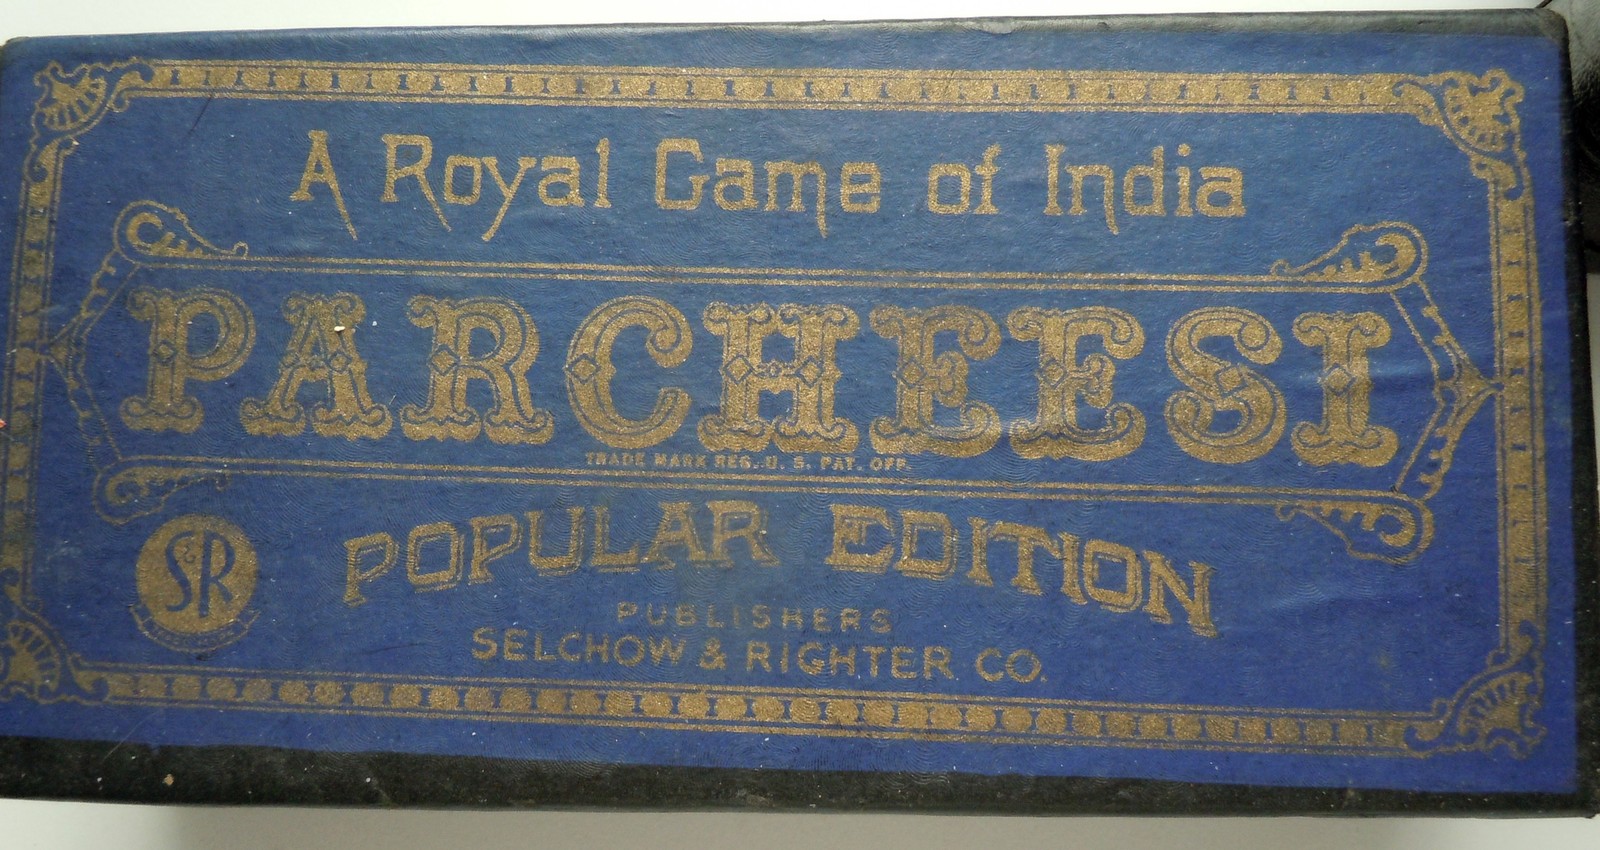 A Royal Game of India
PARCHEESI
TRADE MARK REG. U. S. PAT. OFF.
POPULAR EDITION
S&R
PUBLISHERS
SELCHOW & RIGHTER CO.